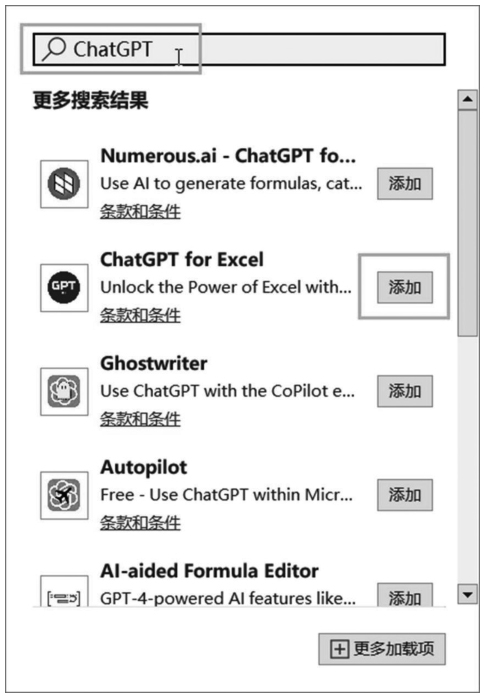 ChatGPT
更多搜索结果
Numerous.ai - ChatGPT fo...
Use AI to generate formulas, cat...
添加
条款和条件
ChatGPT for Excel
GPT
Unlock the Power of Excel with...
添加
条款和条件
Ghostwriter
Use ChatGPT with the CoPilot e...
添加
条款和条件
Autopilot
Free - Use ChatGPT within Micr...
添加
条款和条件
AI-aided Formula Editor
GPT-4-powered AI features like...
添加
更多加载项